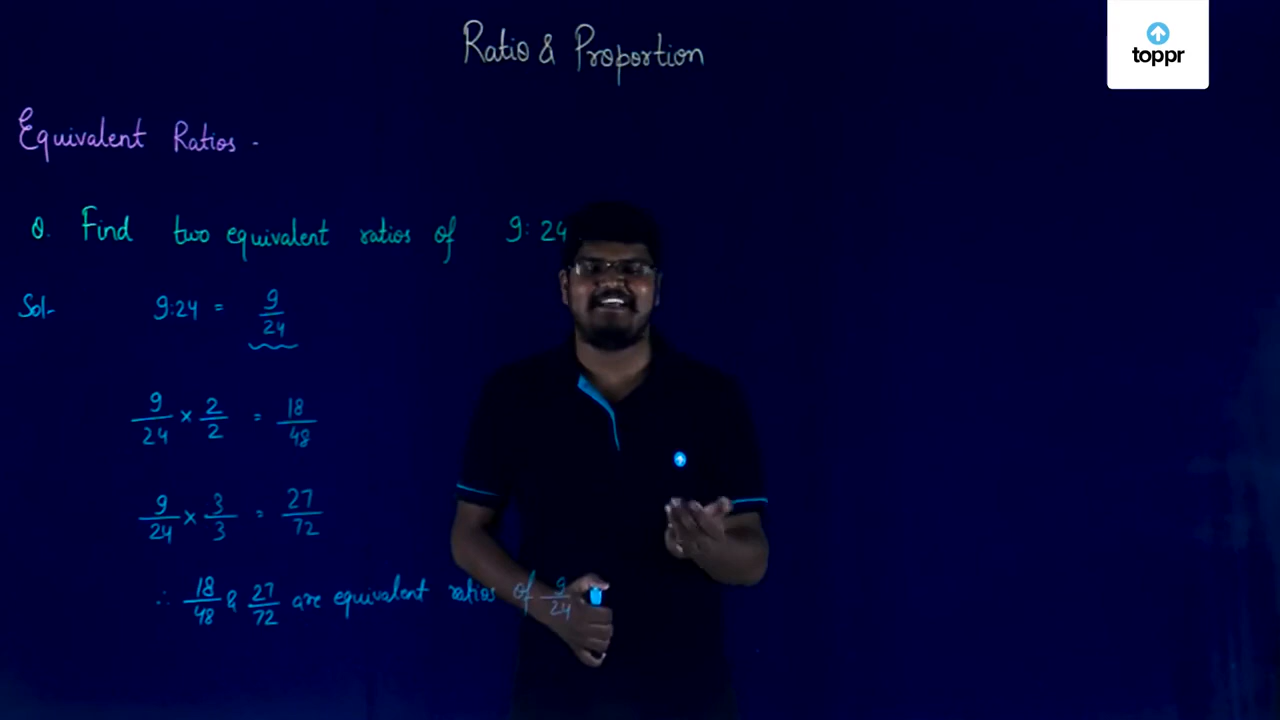 Ratio & Proportion
toppr
Equivalent Ratios -
Q. Find two equivalent ratios of 9:24
Sol- 9:24 = 9/24
9/24 × 2/2 = 18/48
9/24 × 3/3 = 27/72
∴ 18/48 & 27/72 are equivalent ratios of 9/24